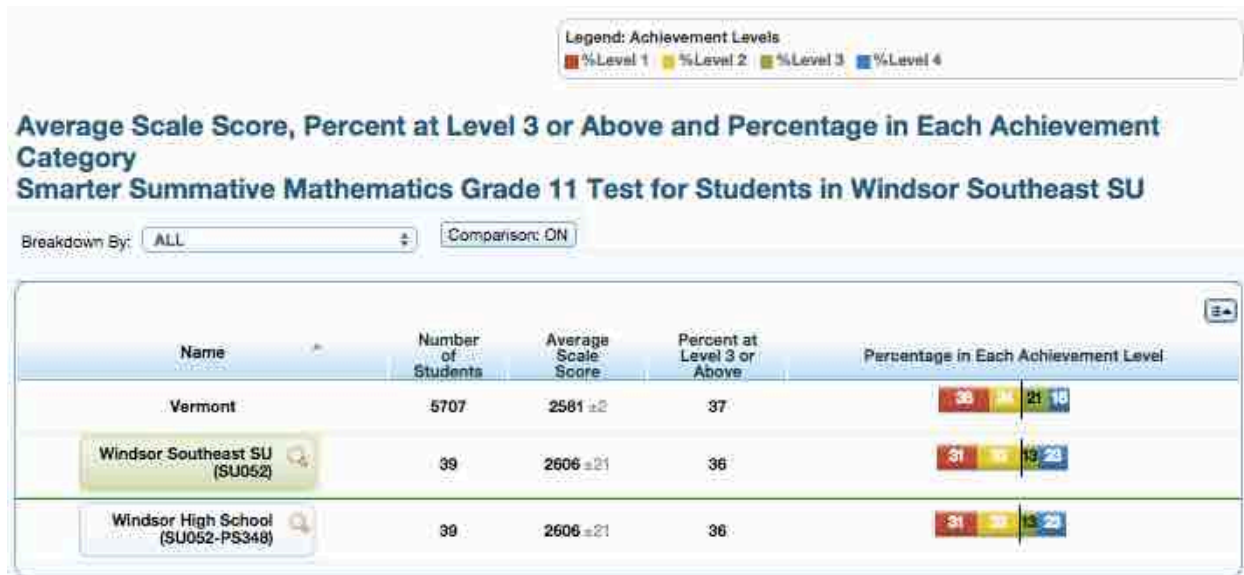 Legend: Achievement Levels
%Level 1 %Level 2 %Level 3 %Level 4
Average Scale Score, Percent at Level 3 or Above and Percentage in Each Achievement
Category
Smarter Summative Mathematics Grade 11 Test for Students in Windsor Southeast SU
Breakdown By: ALL Comparison: ON
Name Number of Students Average Scale Score Percent at Level 3 or Above Percentage in Each Achievement Level
Vermont 5707 2581 ±2 37 21 16
Windsor Southeast SU (SU052) 39 2606 ±21 36 31 13 23
Windsor High School (SU052-PS348) 39 2606 ±21 36 31 13 23